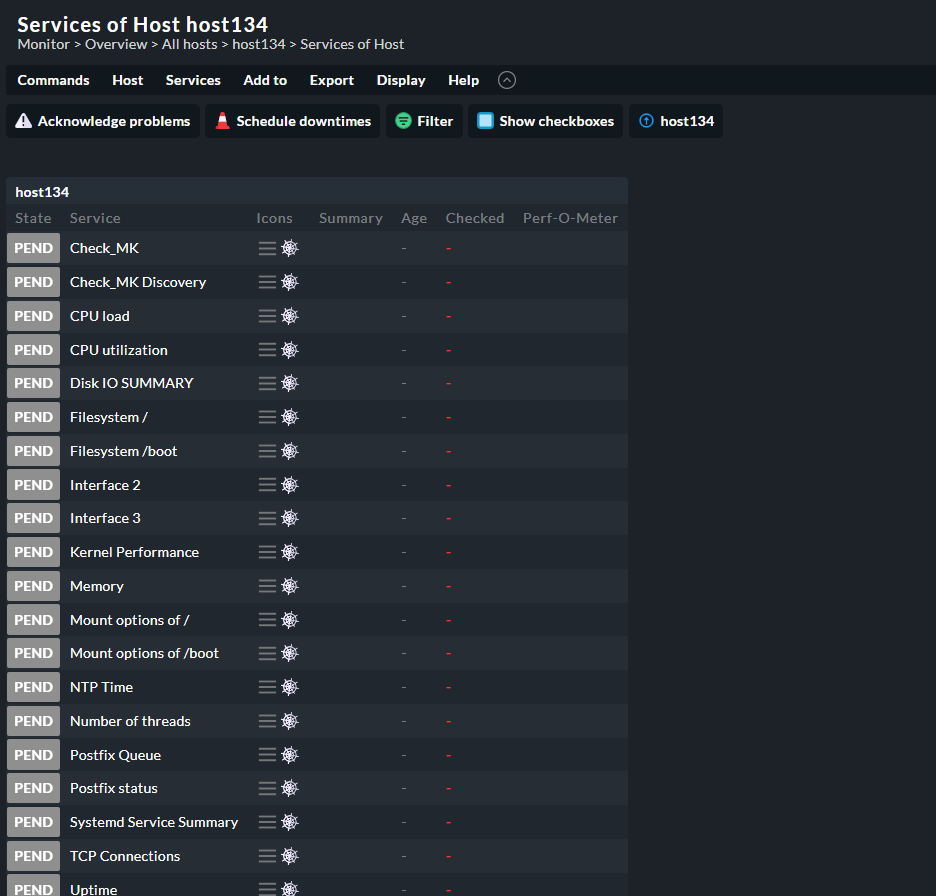 Services of Host host134
Monitor > Overview > All hosts > host134 > Services of Host
Commands Host Services Add to Export Display Help
Acknowledge problems Schedule downtimes Filter Show checkboxes host134
host134
State Service Icons Summary Age Checked Perf-O-Meter
PEND Check_MK - -
PEND Check_MK Discovery - -
PEND CPU load - -
PEND CPU utilization - -
PEND Disk IO SUMMARY - -
PEND Filesystem / - -
PEND Filesystem /boot - -
PEND Interface 2 - -
PEND Interface 3 - -
PEND Kernel Performance - -
PEND Memory - -
PEND Mount options of / - -
PEND Mount options of /boot - -
PEND NTP Time - -
PEND Number of threads - -
PEND Postfix Queue - -
PEND Postfix status - -
PEND Systemd Service Summary - -
PEND TCP Connections - -
PEND Uptime - -